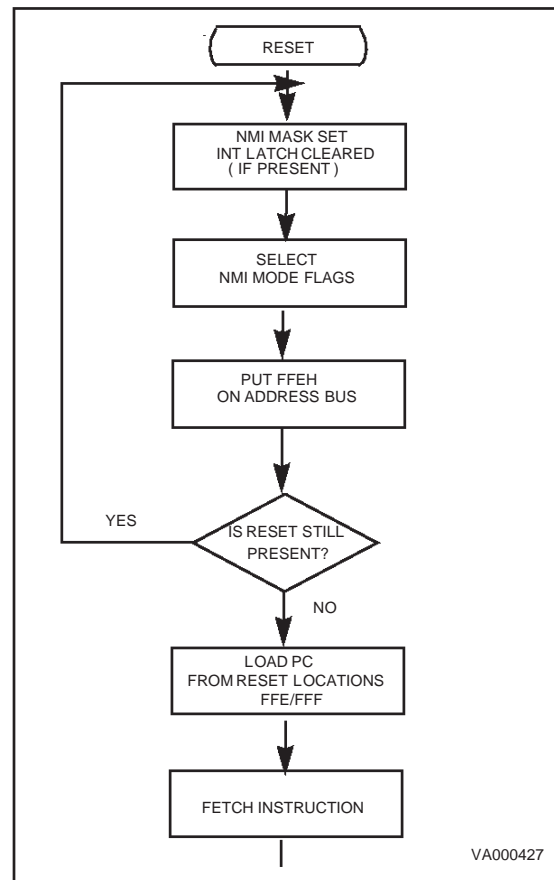 RESET
NMI MASK SET
INT LATCH CLEARED
( IF PRESENT )
SELECT
NMI MODE FLAGS
PUT FFEH
ON ADDRESS BUS
YES
IS RESET STILL
PRESENT?
NO
LOAD PC
FROM RESET LOCATIONS
FFE/FFF
FETCH INSTRUCTION
VA000427